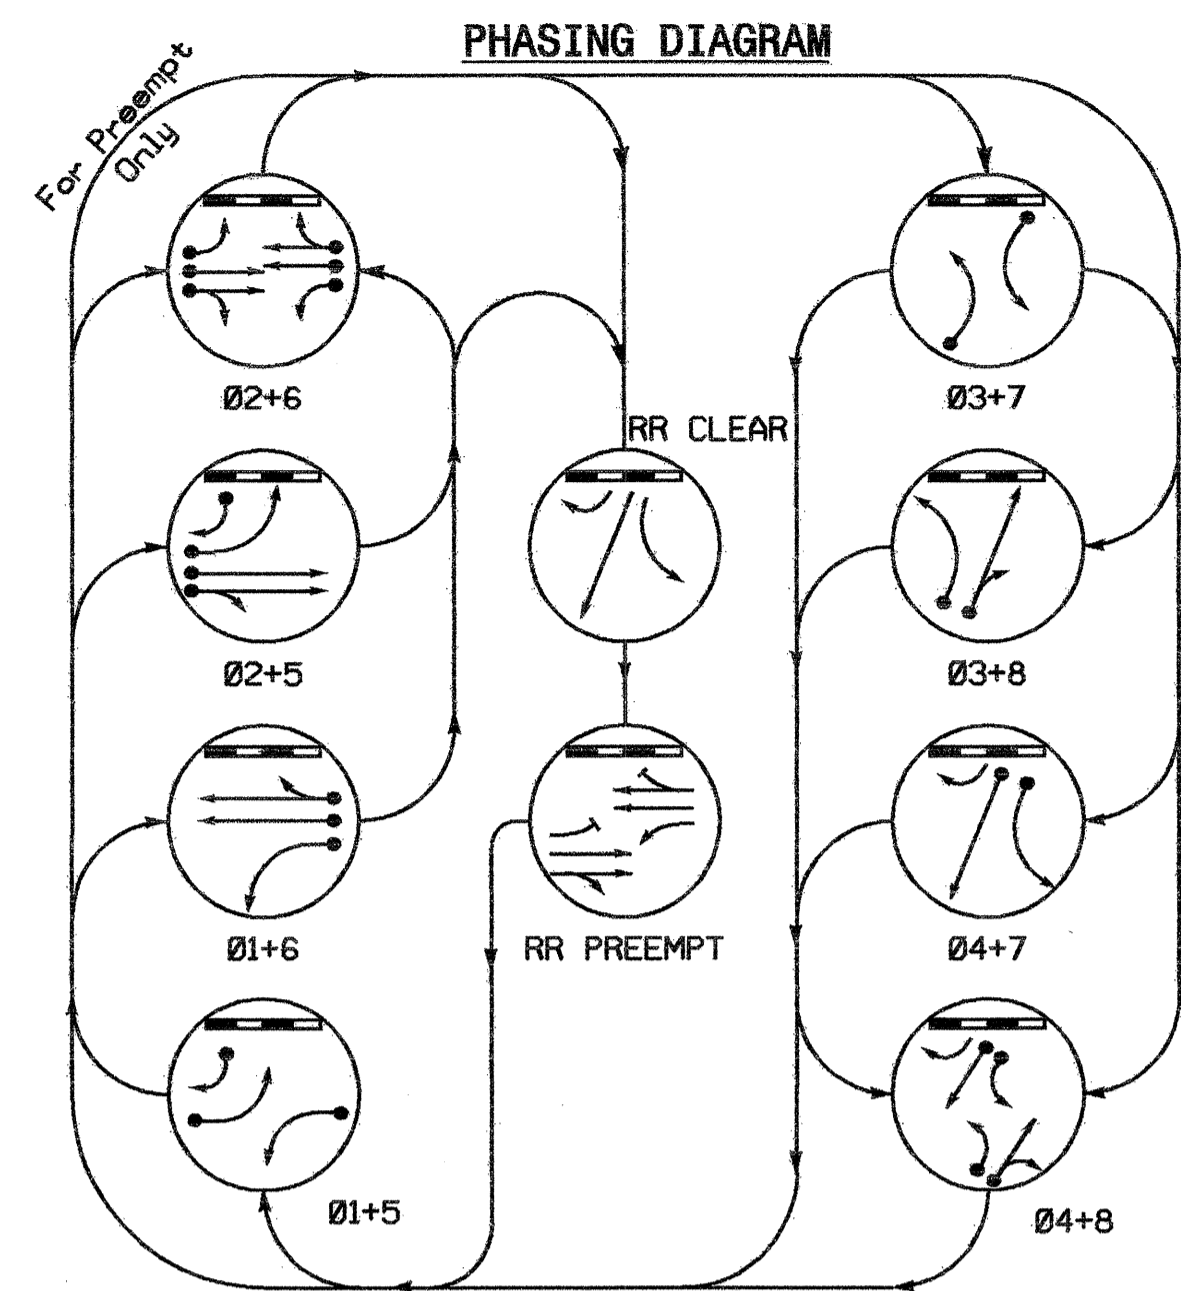 PHASING DIAGRAM
For Preempt
Only
Ø2+6
Ø3+7
RR CLEAR
Ø2+5
Ø3+8
Ø1+6
RR PREEMPT
Ø4+7
Ø1+5
Ø4+8